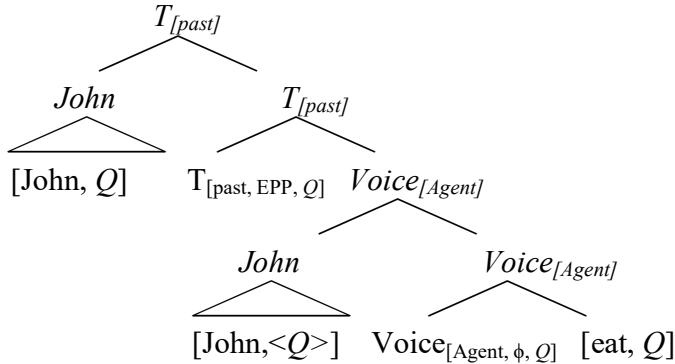 T[past]
John T[past]
[John, Q] T[past, EPP, Q] Voice[Agent]
John Voice[Agent]
[John,<Q>] Voice[Agent, ϕ, Q] [eat, Q]